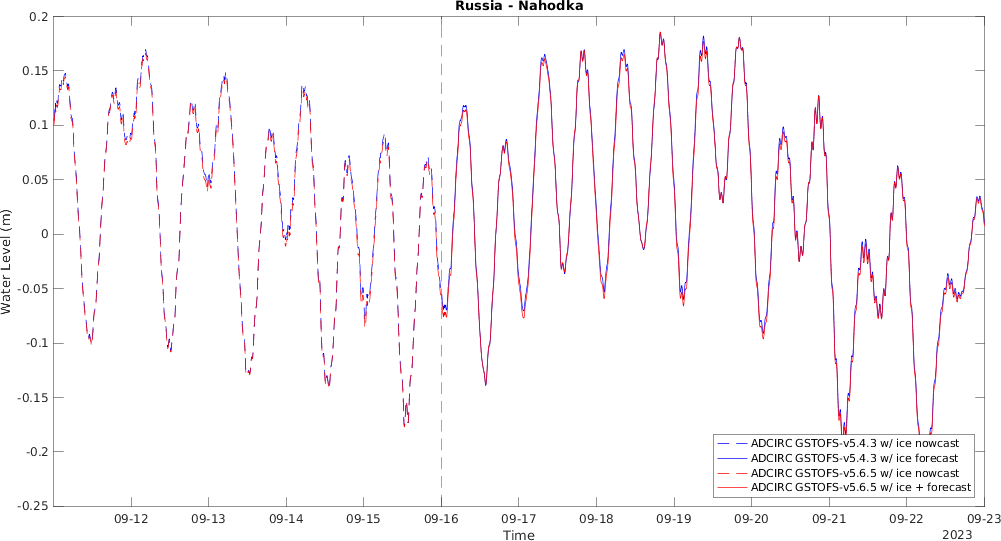 Russia - Nahodka
Water Level (m)
0.2
0.15
0.1
0.05
0
-0.05
-0.1
-0.15
-0.2
-0.25
ADCIRC GSTOFS-v5.4.3 w/ ice nowcast
ADCIRC GSTOFS-v5.4.3 w/ ice forecast
ADCIRC GSTOFS-v5.6.5 w/ ice nowcast
ADCIRC GSTOFS-v5.6.5 w/ ice + forecast
09-12 09-13 09-14 09-15 09-16 09-17 09-18 09-19 09-20 09-21 09-22 09-23
Time
2023